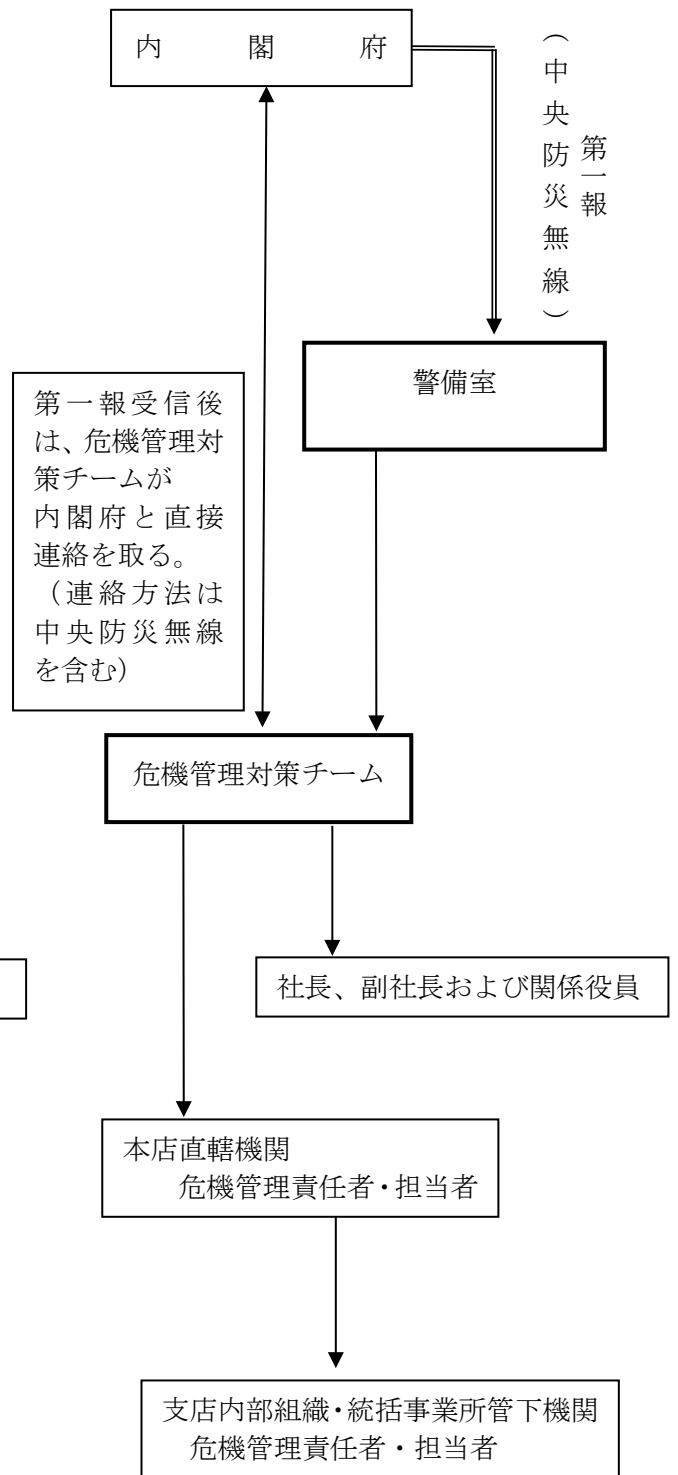 内閣府
（中央防災無線）
第一報
警備室
第一報受信後
は、危機管理対
策チームが
内閣府と直接
連絡を取る。
（連絡方法は
中央防災無線
を含む）
危機管理対策チーム
社長、副社長および関係役員
本店直轄機関
危機管理責任者・担当者
支店内部組織・統括事業所管下機関
危機管理責任者・担当者